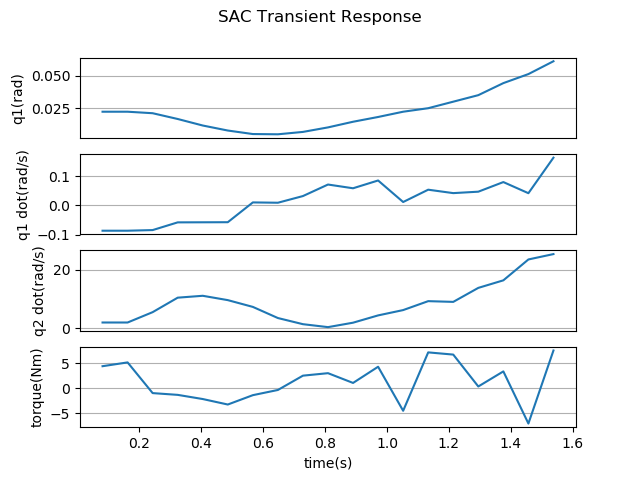 SAC Transient Response
q1(rad)
0.050
0.025
q1 dot(rad/s)
0.1
0.0
−0.1
q2 dot(rad/s)
20
0
torque(Nm)
5
0
−5
0.2 0.4 0.6 0.8 1.0 1.2 1.4 1.6
time(s)